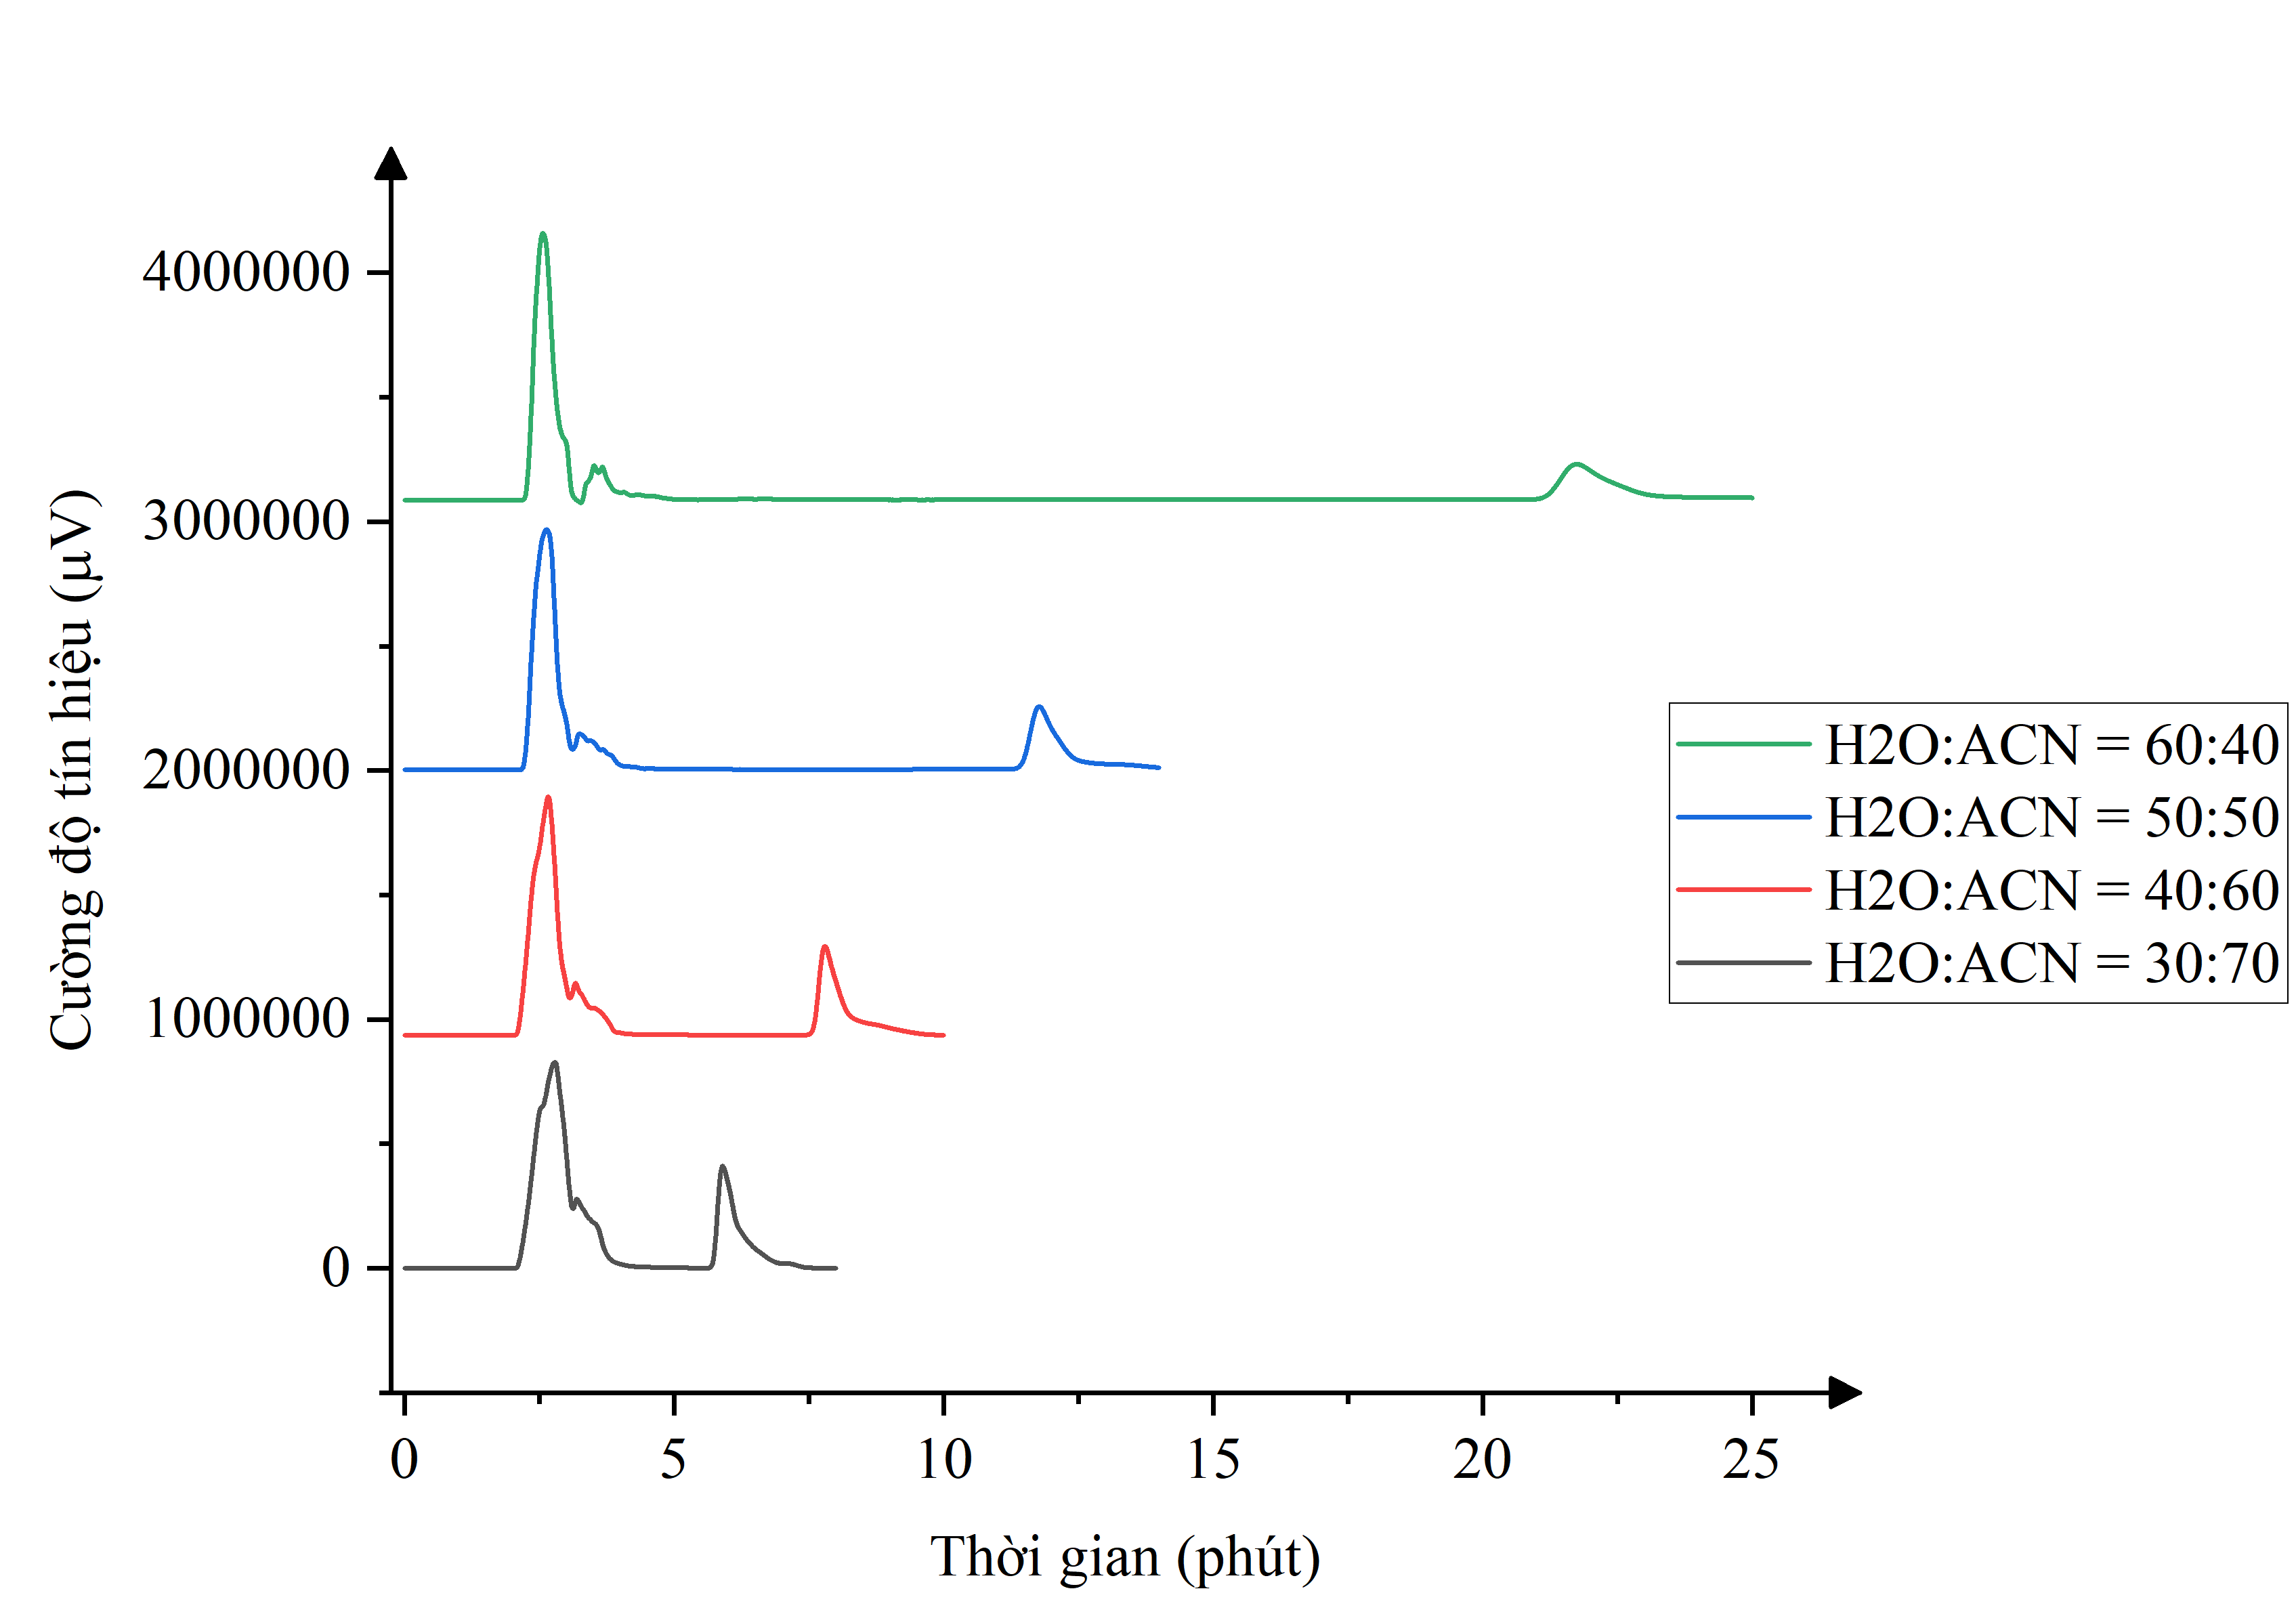 Cường độ tín hiệu (µV)
4000000
3000000
2000000
1000000
0
0 5 10 15 20 25
Thời gian (phút)
H2O:ACN = 60:40
H2O:ACN = 50:50
H2O:ACN = 40:60
H2O:ACN = 30:70